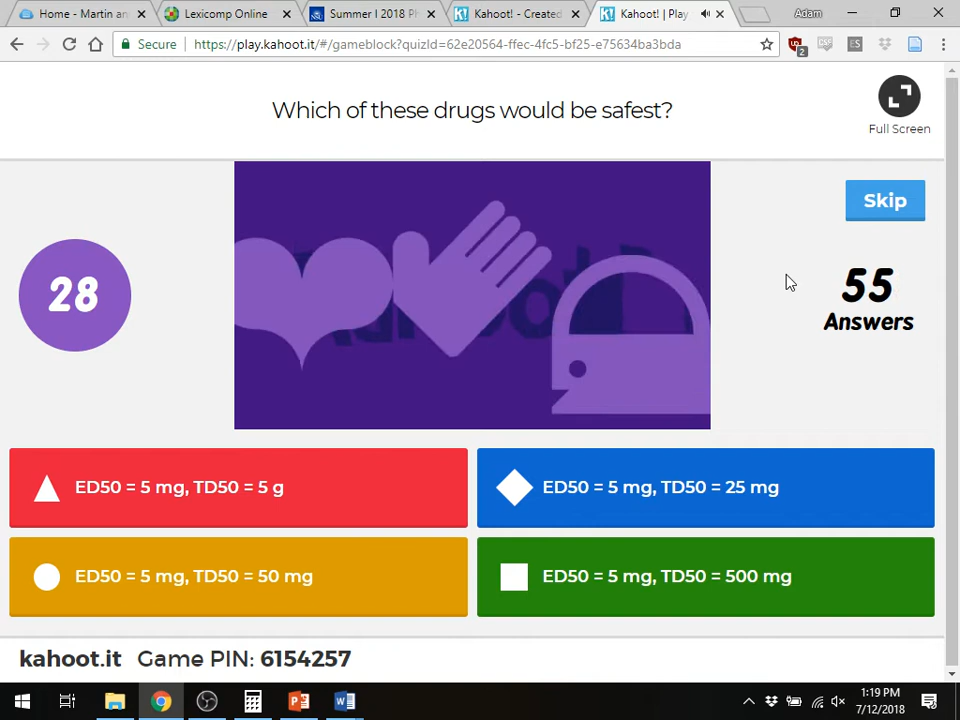 Home - Martin an
Lexicomp Online
Summer I 2018 P
Kahoot! - Created
Kahoot! | Play
Adam
Secure
https://play.kahoot.it/#/gameblock?quizId=62e20564-ffec-4fc5-bf25-e75634ba3bda
2
ES
Which of these drugs would be safest?
Full Screen
Skip
28
55
Answers
ED50 = 5 mg, TD50 = 5 g
ED50 = 5 mg, TD50 = 25 mg
ED50 = 5 mg, TD50 = 50 mg
ED50 = 5 mg, TD50 = 500 mg
kahoot.it Game PIN: 6154257
1:19 PM
7/12/2018